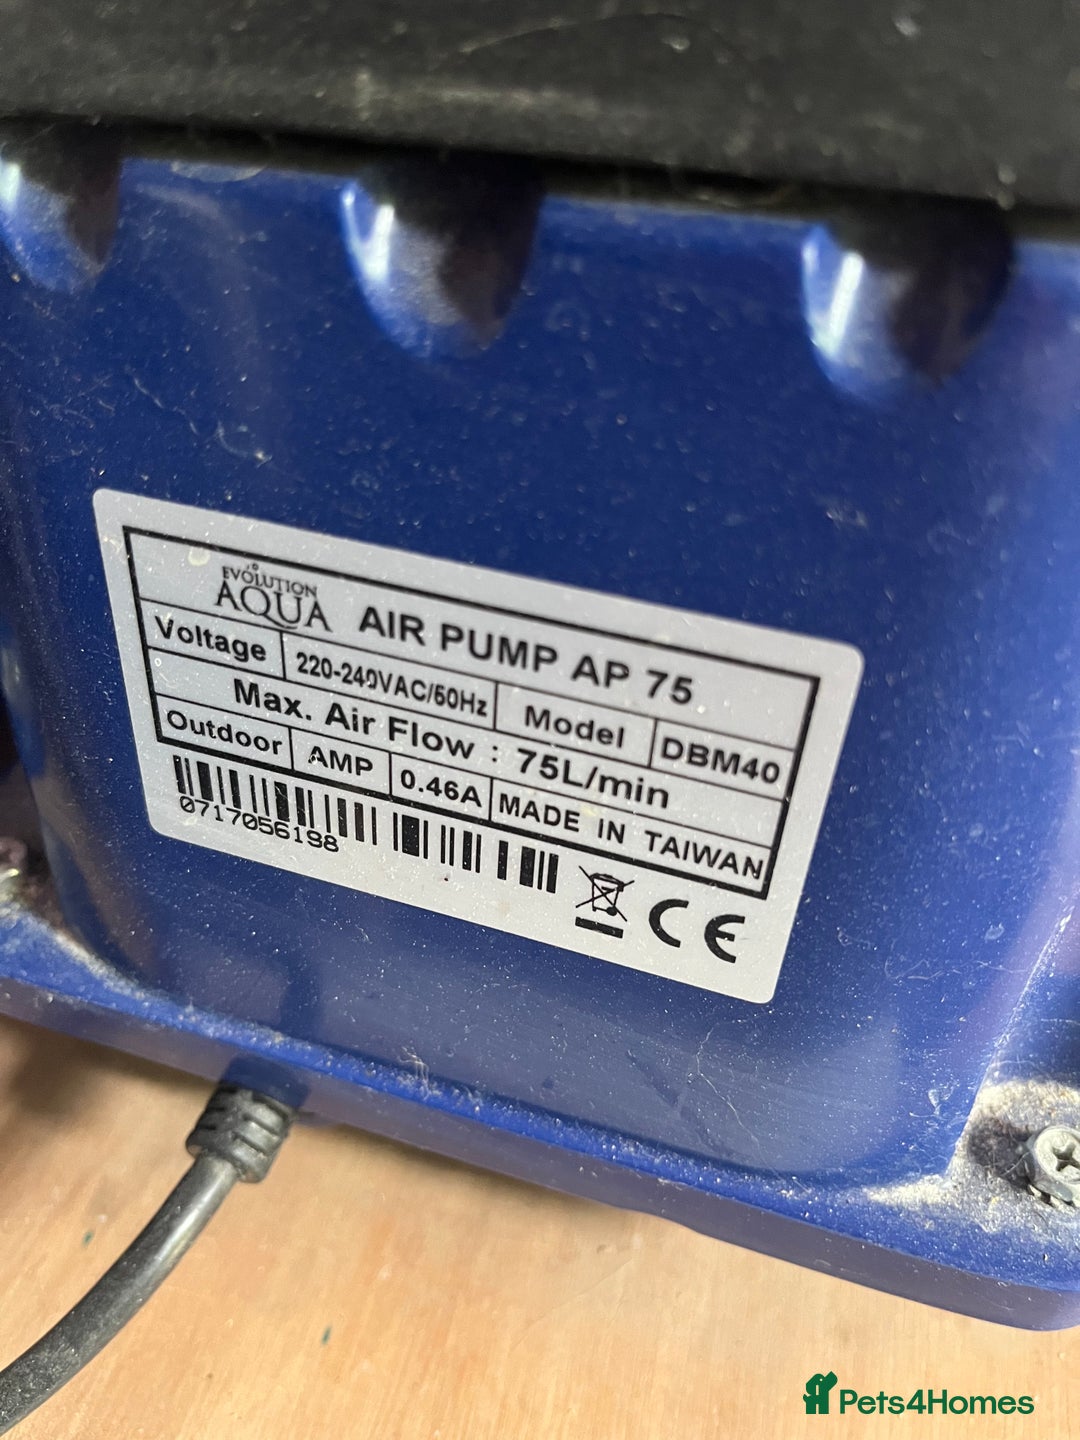 EVOLUTION
AQUA AIR PUMP AP 75
Voltage 220-240VAC/50Hz Model DBM40
Max. Air Flow : 75L/min
Outdoor AMP 0.46A MADE IN TAIWAN
0717056198
CE
Pets4Homes